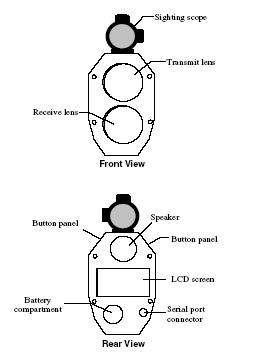 Sighting scope
Transmit lens
Receive lens
Front View
Speaker
Button panel
Button panel
LCD screen
Battery
compartment
Serial port
connector
Rear View